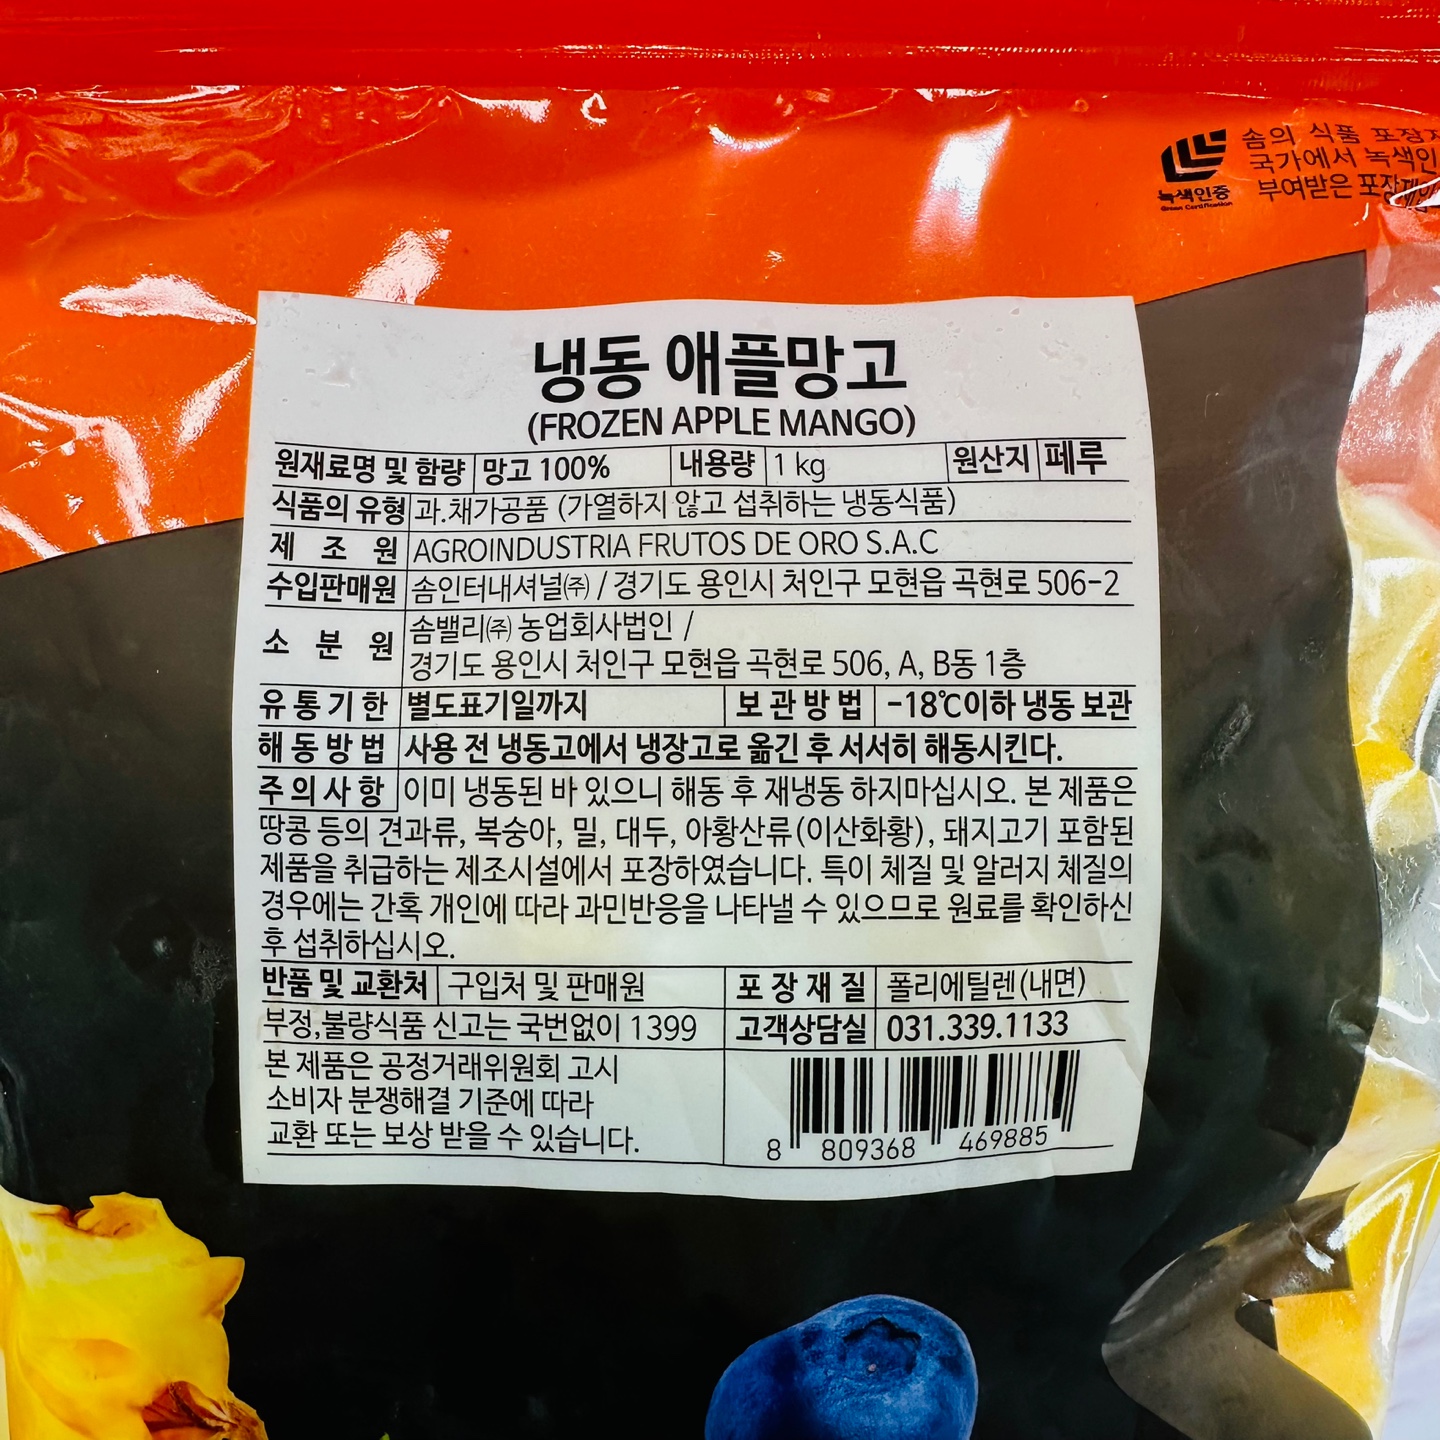 솜의 식품 포장
국가에서 녹색인
부여받은
녹색인증
Green Certification
냉동 애플망고
(FROZEN APPLE MANGO)
원재료명 및 함량 망고 100% 내용량 1 kg 원산지 페루
식품의 유형 과.채가공품 (가열하지 않고 섭취하는 냉동식품)
제 조 원 AGROINDUSTRIA FRUTOS DE ORO S.A.C
수입판매원 솜인터내셔널㈜ / 경기도 용인시 처인구 모현읍 곡현로 506-2
소 분 원 솜밸리㈜ 농업회사법인 /
경기도 용인시 처인구 모현읍 곡현로 506, A, B동 1층
유통기한 별도표기일까지 보관방법 -18℃이하 냉동 보관
해동방법 사용 전 냉동고에서 냉장고로 옮긴 후 서서히 해동시킨다.
주의사항 이미 냉동된 바 있으니 해동 후 재냉동 하지마십시오. 본 제품은
땅콩 등의 견과류, 복숭아, 밀, 대두, 아황산류(이산화황), 돼지고기 포함된
제품을 취급하는 제조시설에서 포장하였습니다. 특이 체질 및 알러지 체질의
경우에는 간혹 개인에 따라 과민반응을 나타낼 수 있으므로 원료를 확인하신
후 섭취하십시오.
반품 및 교환처 구입처 및 판매원 포장재질 폴리에틸렌(내면)
부정,불량식품 신고는 국번없이 1399 고객상담실 031.339.1133
본 제품은 공정거래위원회 고시
소비자 분쟁해결 기준에 따라
교환 또는 보상 받을 수 있습니다.
8 809368 469885